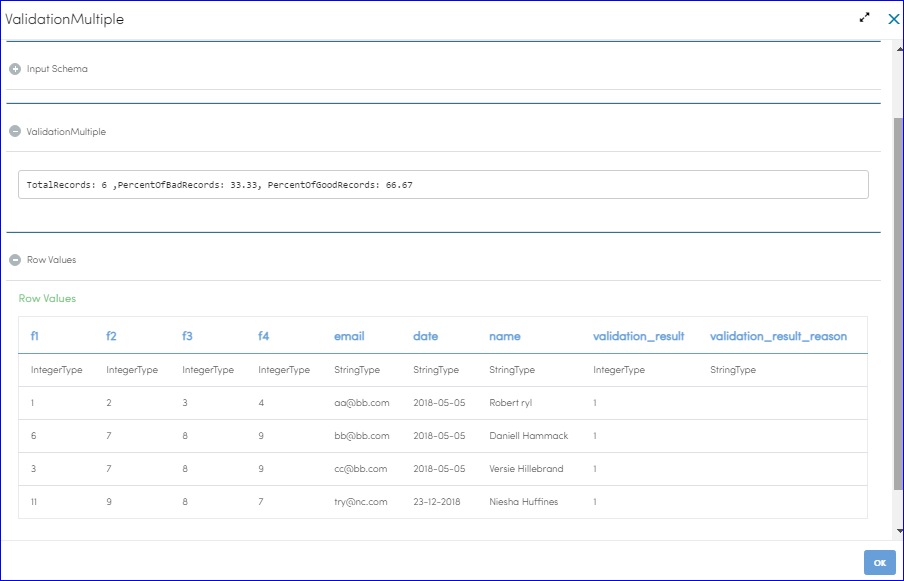 ValidationMultiple
Input Schema
ValidationMultiple
TotalRecords: 6 ,PercentOfBadRecords: 33.33, PercentOfGoodRecords: 66.67
Row Values
Row Values
f1 f2 f3 f4 email date name validation_result validation_result_reason
IntegerType IntegerType IntegerType IntegerType StringType StringType StringType IntegerType StringType
1 2 3 4 aa@bb.com 2018-05-05 Robert ryl 1
6 7 8 9 bb@bb.com 2018-05-05 Daniell Hammack 1
3 7 8 9 cc@bb.com 2018-05-05 Versie Hillebrand 1
11 9 8 7 try@nc.com 23-12-2018 Niesha Huffines 1
OK